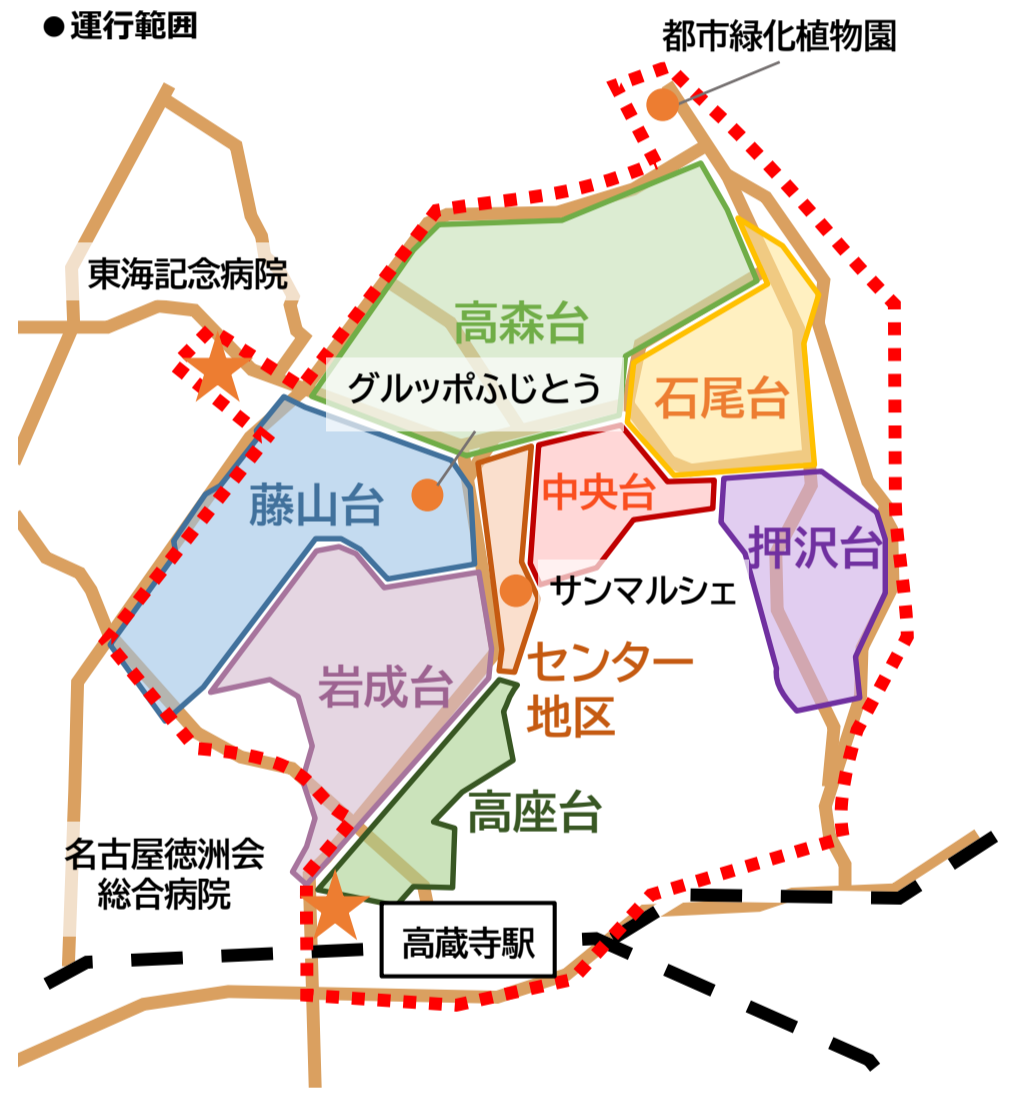 ●運行範囲
都市緑化植物園
東海記念病院
高森台
グルッポふじとう
石尾台
藤山台
中央台
押沢台
サンマルシェ
岩成台
センター
地区
高座台
名古屋徳洲会
総合病院
高蔵寺駅